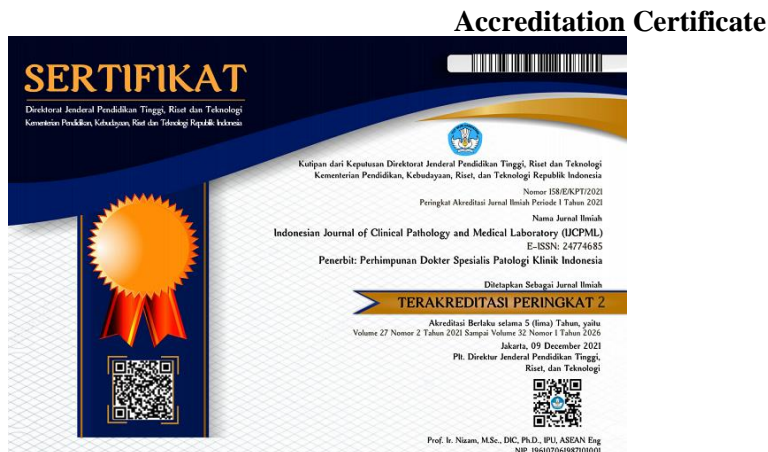 Accreditation Certificate
SERTIFIKAT
Direktorat Jenderal Pendidikan Tinggi, Riset dan Teknologi
Kementerian Pendidikan, Kebudayaan, Riset dan Teknologi Republik Indonesia
Kutipan dari Keputusan Direktorat Jenderal Pendidikan Tinggi, Riset dan Teknologi
Kementerian Pendidikan, Kebudayaan, Riset, dan Teknologi Republik Indonesia
Nomor 158/E/KPT/2021
Peringkat Akreditasi Jurnal Ilmiah Periode 1 Tahun 2021
Nama Jurnal Ilmiah
Indonesian Journal of Clinical Pathology and Medical Laboratory (IJCPML)
E-ISSN: 24774685
Penerbit: Perhimpunan Dokter Spesialis Patologi Klinik Indonesia
Ditetapkan Sebagai Jurnal Ilmiah
TERAKREDITASI PERINGKAT 2
Akreditasi Berlaku selama 5 (lima) Tahun, yaitu
Volume 27 Nomor 2 Tahun 2021 Sampai Volume 32 Nomor 1 Tahun 2026
Jakarta, 09 December 2021
Plt. Direktur Jenderal Pendidikan Tinggi,
Riset, dan Teknologi
Prof. Ir. Nizam, M.Sc., DIC, Ph.D., IPU, ASEAN Eng
NIP. 196107061987101001